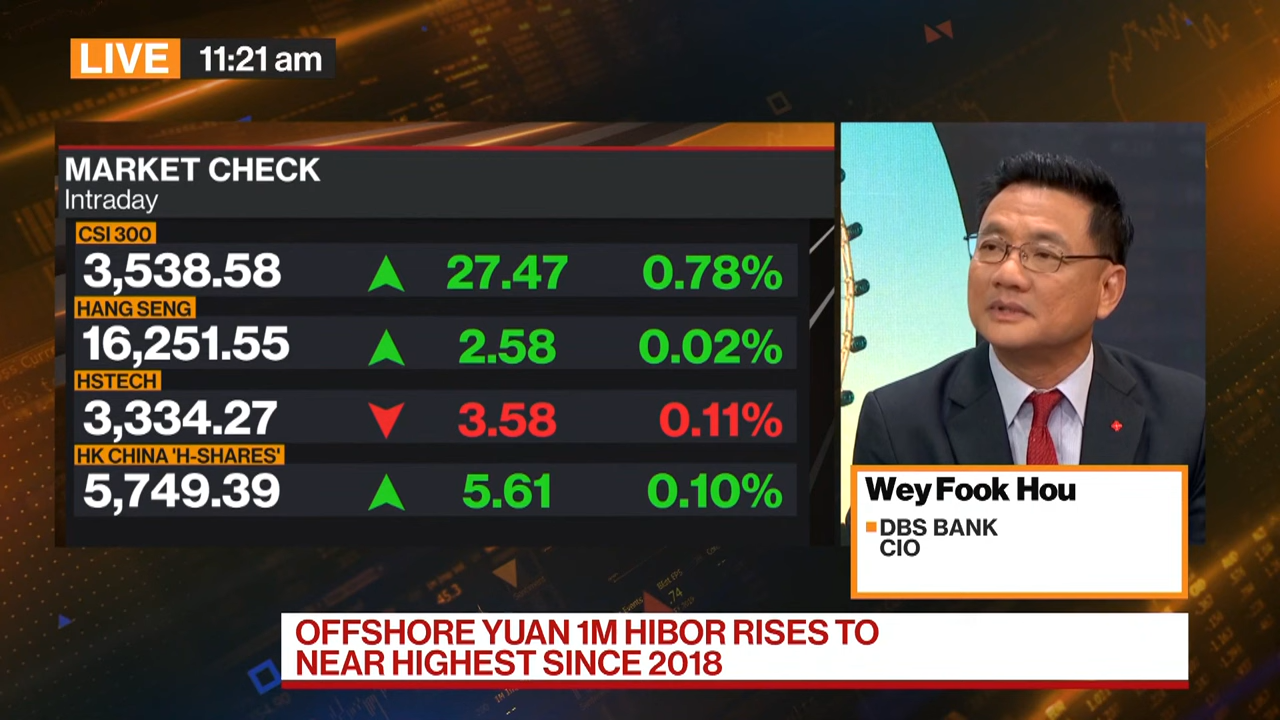 LIVE 11:21 am
MARKET CHECK
Intraday
CSI 300
3,538.58 ▲ 27.47 0.78%
HANG SENG
16,251.55 ▲ 2.58 0.02%
HSTECH
3,334.27 ▼ 3.58 0.11%
HK CHINA 'H-SHARES'
5,749.39 ▲ 5.61 0.10%
Wey Fook Hou
DBS BANK
CIO
45.3
.74
OFFSHORE YUAN 1M HIBOR RISES TO
NEAR HIGHEST SINCE 2018